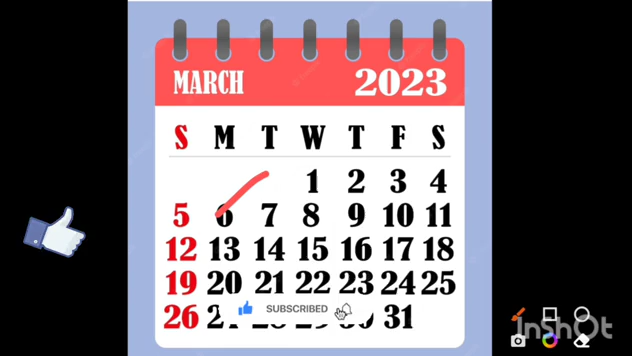 MARCH 2023
S M T W T F S
1 2 3 4
5 6 7 8 9 10 11
12 13 14 15 16 17 18
19 20 21 22 23 24 25
26 31
SUBSCRIBED
InShOt